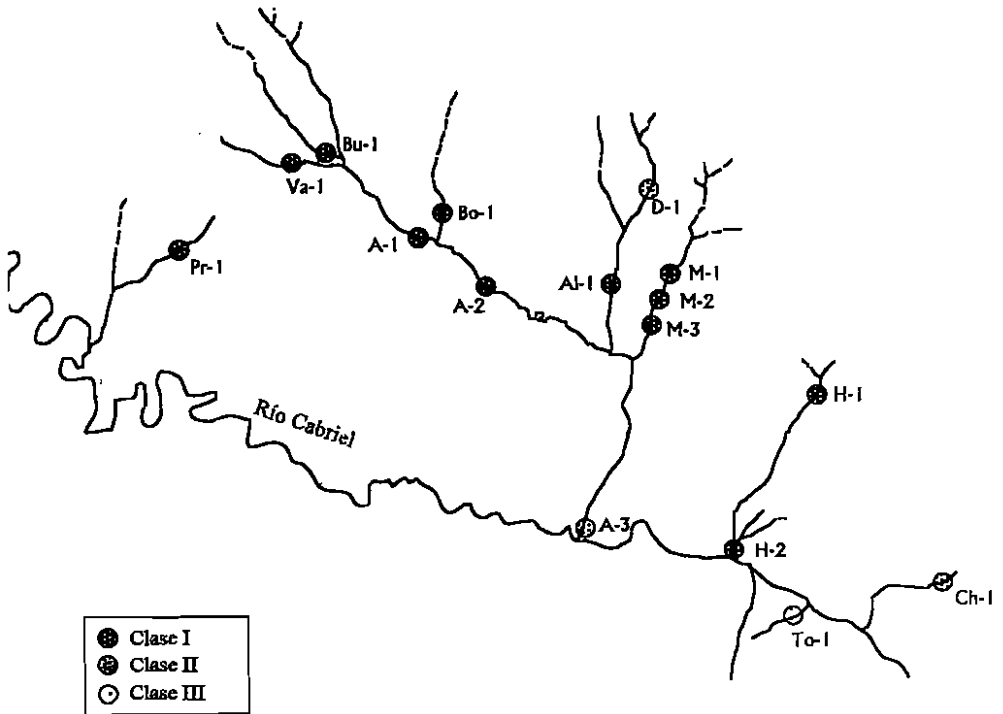 Bu-1
Va-1
Bo-1
D-1
A-1
Pr-1
Al-1
M-1
A-2
M-2
M-3
H-1
Río Cabriel
A-3
H-2
Ch-1
To-1
Clase I
Clase II
Clase III